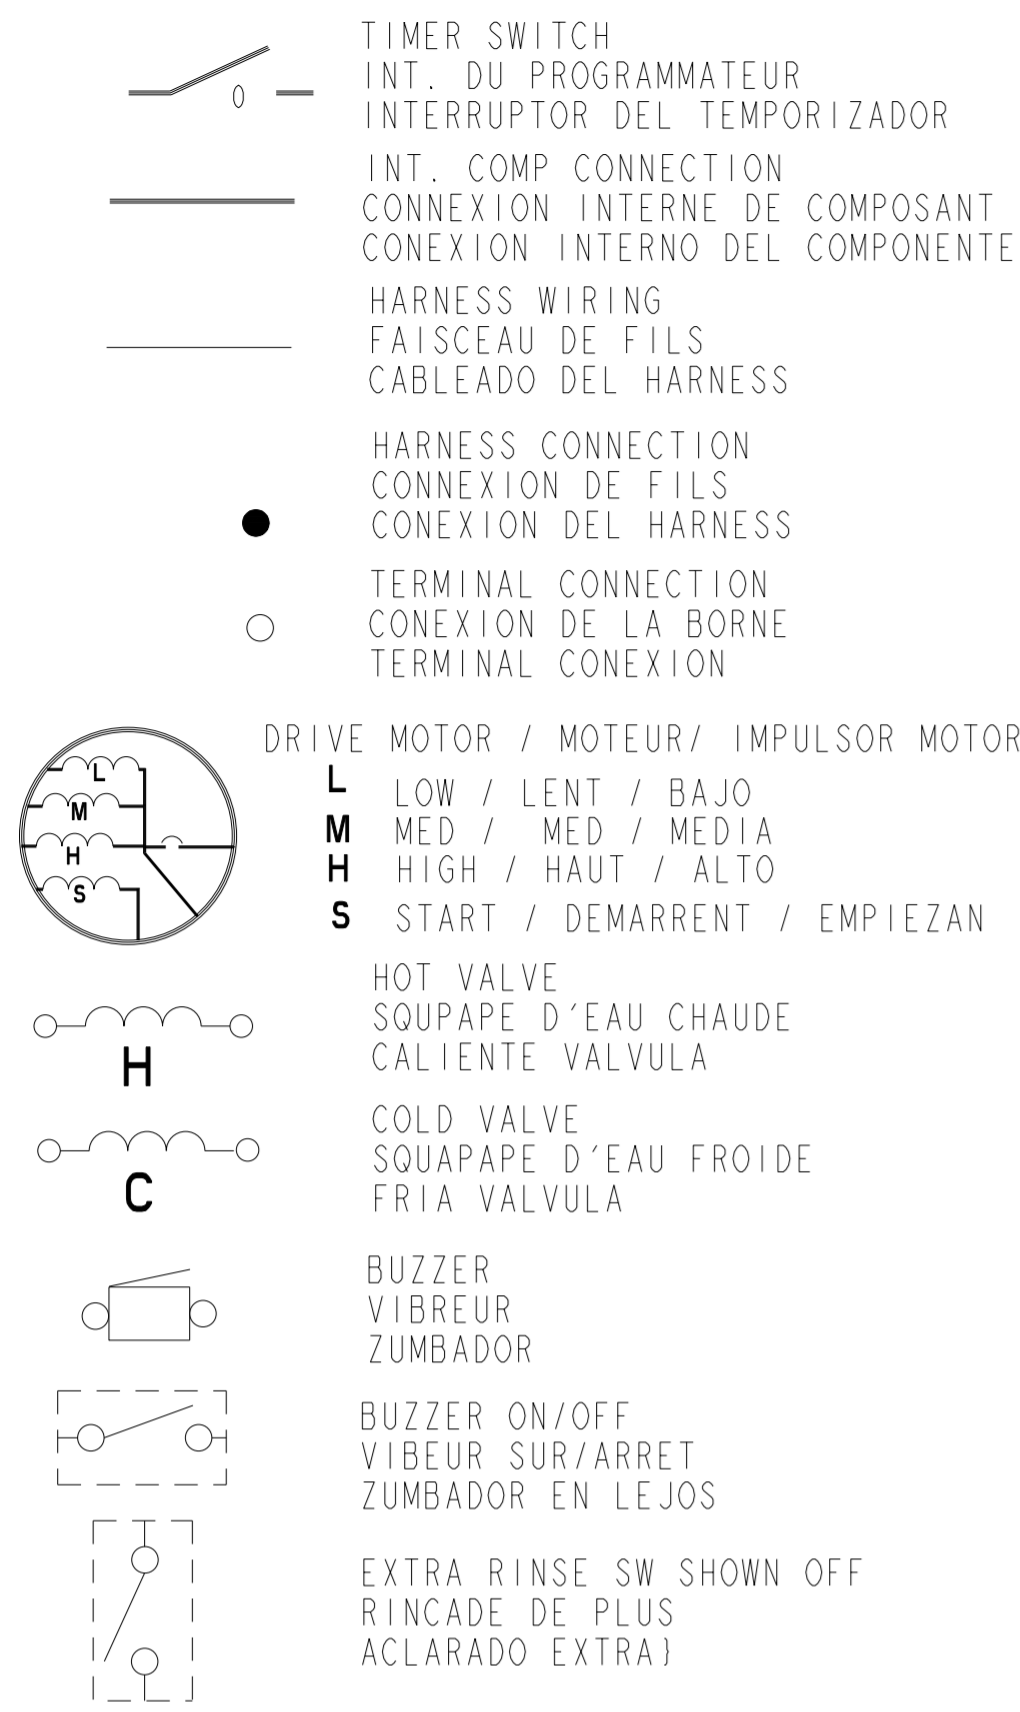 TIMER SWITCH
INT. DU PROGRAMMATEUR
INTERRUPTOR DEL TEMPORIZADOR
INT. COMP CONNECTION
CONNEXION INTERNE DE COMPOSANT
CONEXION INTERNO DEL COMPONENTE
HARNESS WIRING
FAISCEAU DE FILS
CABLEADO DEL HARNESS
HARNESS CONNECTION
CONNEXION DE FILS
CONEXION DEL HARNESS
TERMINAL CONNECTION
CONEXION DE LA BORNE
TERMINAL CONEXION
DRIVE MOTOR / MOTEUR/ IMPULSOR MOTOR
L
M
H
S
L LOW / LENT / BAJO
M MED / MED / MEDIA
H HIGH / HAUT / ALTO
S START / DEMARRENT / EMPIEZAN
HOT VALVE
SQUPAPE D'EAU CHAUDE
CALIENTE VALVULA
H
COLD VALVE
SQUAPAPE D'EAU FROIDE
FRIA VALVULA
C
BUZZER
VIBREUR
ZUMBADOR
BUZZER ON/OFF
VIBEUR SUR/ARRET
ZUMBADOR EN LEJOS
EXTRA RINSE SW SHOWN OFF
RINCADE DE PLUS
ACLARADO EXTRA}